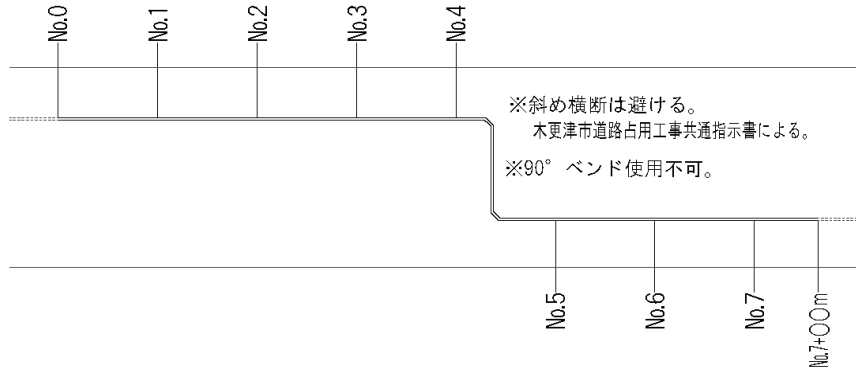 No.0
No.1
No.2
No.3
No.4
※斜め横断は避ける。
木更津市道路占用工事共通指示書による。
※90°ベンド使用不可。
No.5
No.6
No.7
No.7+〇〇m